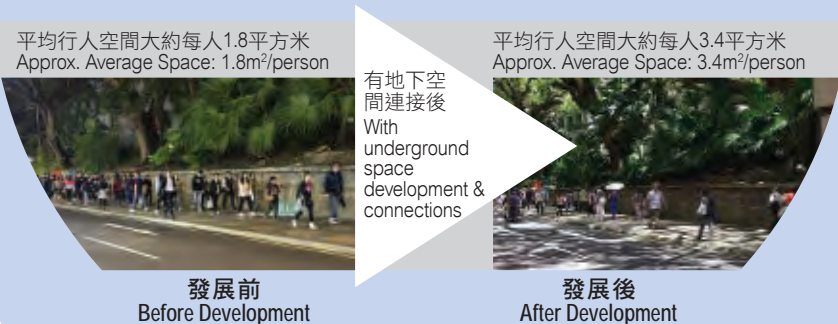 平均行人空間大約每人1.8平方米
Approx. Average Space: 1.8m²/person
有地下空
間連接後
With
underground
space
development &
connections
平均行人空間大約每人3.4平方米
Approx. Average Space: 3.4m²/person
發展前
Before Development
發展後
After Development